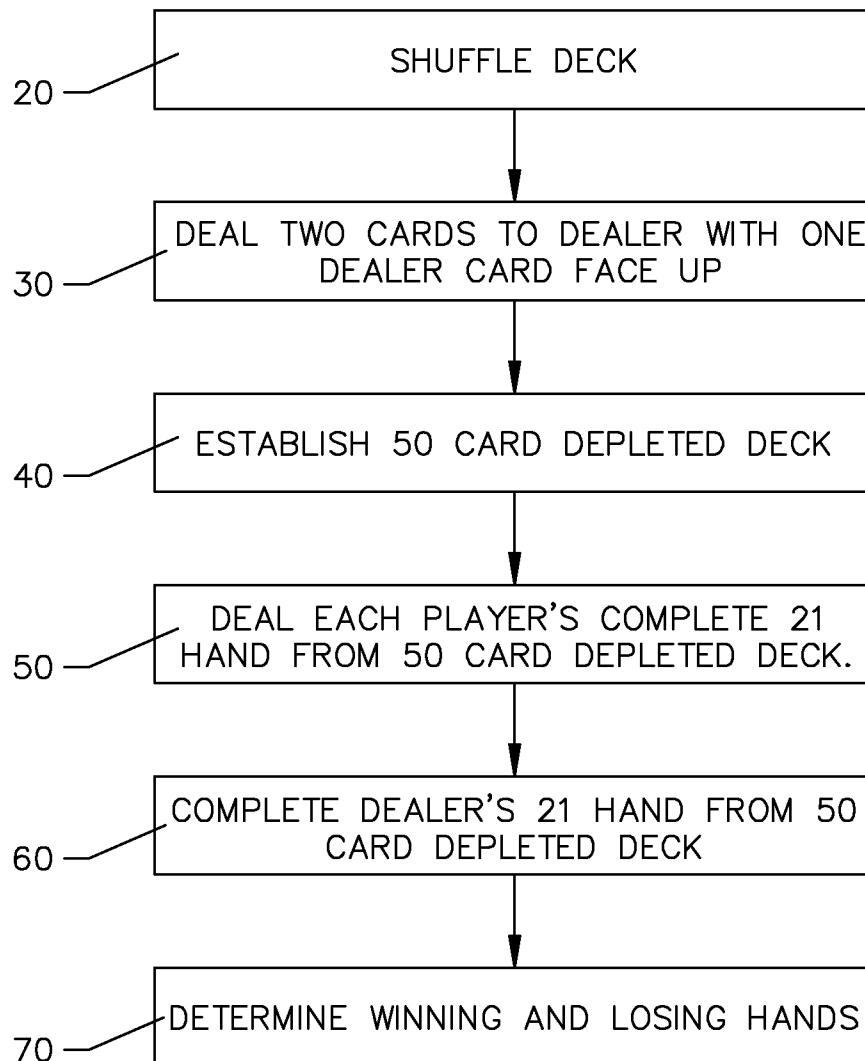 20
SHUFFLE DECK
30
DEAL TWO CARDS TO DEALER WITH ONE
DEALER CARD FACE UP
40
ESTABLISH 50 CARD DEPLETED DECK
50
DEAL EACH PLAYER'S COMPLETE 21
HAND FROM 50 CARD DEPLETED DECK.
60
COMPLETE DEALER'S 21 HAND FROM 50
CARD DEPLETED DECK
70
DETERMINE WINNING AND LOSING HANDS